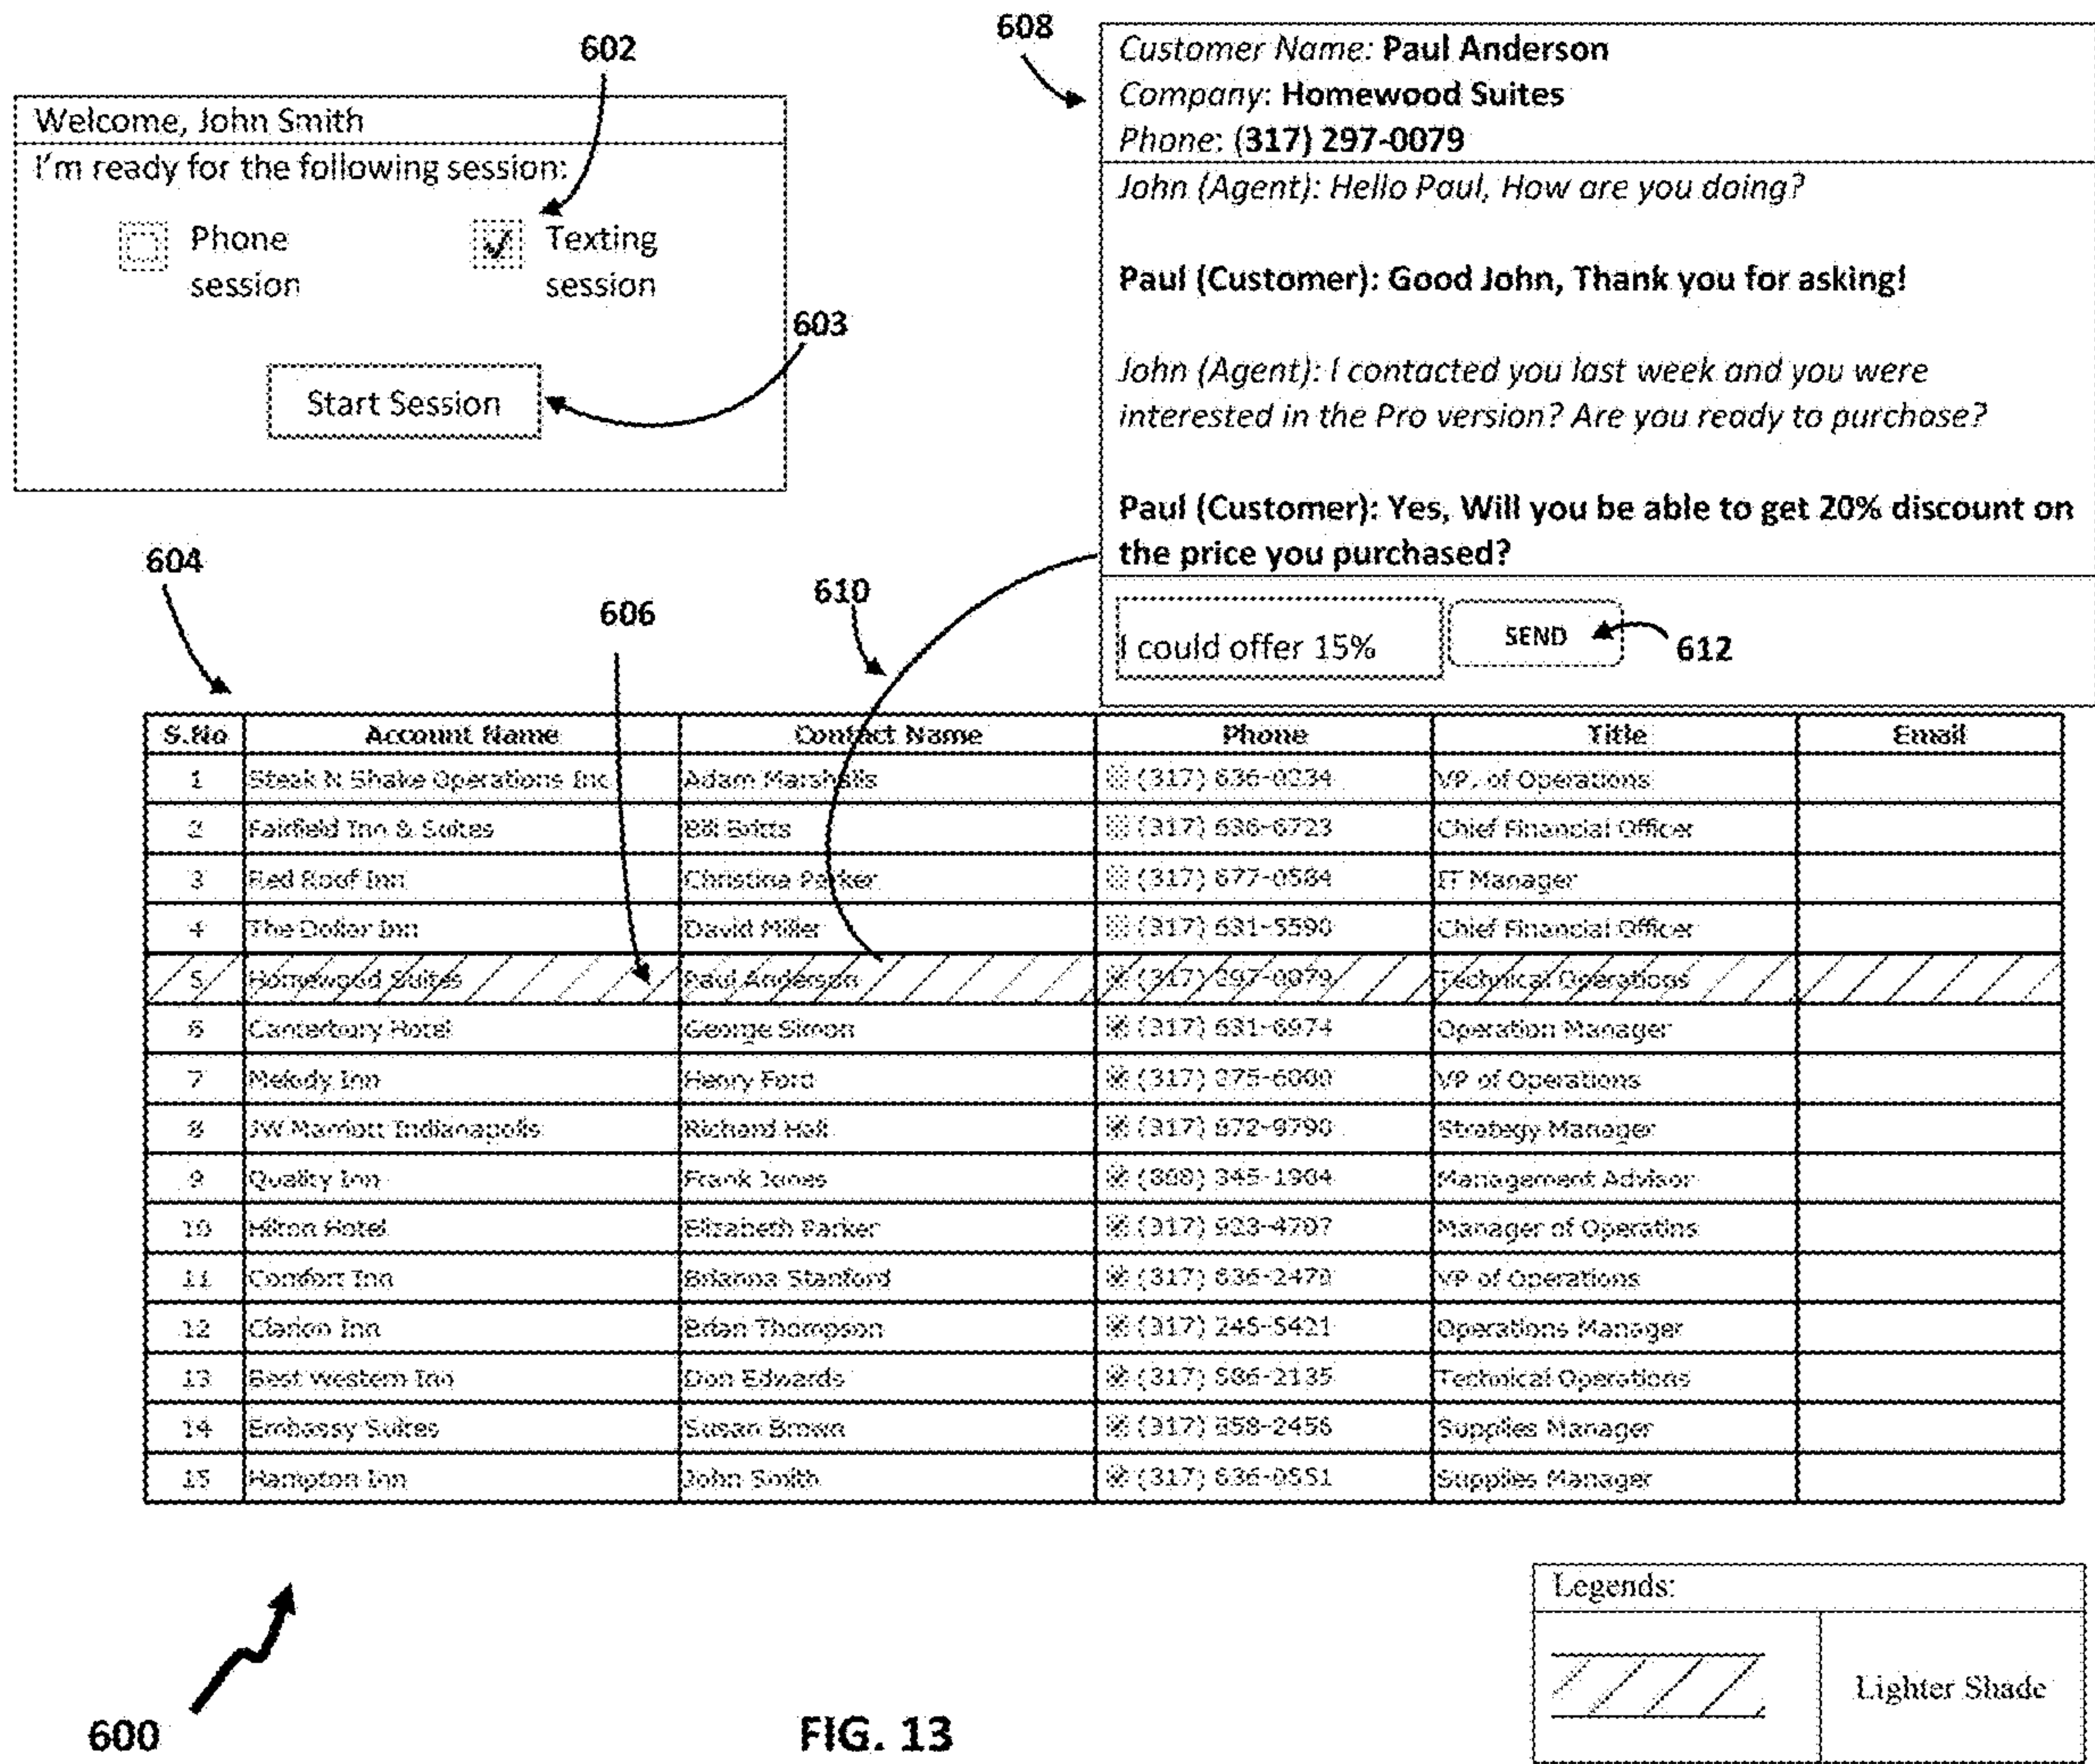 602
608
Welcome, John Smith
I'm ready for the following session:
Phone session
Texting session
603
Start Session
Customer Name: Paul Anderson
Company: Homewood Suites
Phone: (317) 297-0079
John (Agent): Hello Paul, How are you doing?
Paul (Customer): Good John, Thank you for asking!
John (Agent): I contacted you last week and you were
interested in the Pro version? Are you ready to purchase?
Paul (Customer): Yes, Will you be able to get 20% discount on
the price you purchased?
I could offer 15% SEND 612
604
606
610
S.No Account Name Contact Name Phone Title Email
1 Steak N Shake Operations Inc Adam Marshalls (317) 636-0234 VP. of Operations
2 Fairfield Inn & Suites Bill Britts (317) 636-6723 Chief Financial Officer
3 Red Roof Inn Christina Parker (317) 677-0584 IT Manager
4 The Dollar Inn David Miller (317) 631-5590 Chief Financial Officer
5 Homewood Suites Paul Anderson (317) 297-0079 Technical Operations
6 Canterbury Hotel George Simon (317) Operation Manager
7 Melody Inn Henry Ford (317) VP of Operations
8 JW Marriott Indianapolis Richard Hall (317) Strategy Manager
9 Quality Inn Frank Jones 345-1904 Management Advisor
10 Hilton Hotel Elizabeth Parker (317) 923-4707 Manager of Operatins
11 Comfort Inn Brianna Stanford (317) VP of Operations
12 Clarion Inn Brian Thompson (317) 245-5421 Operations Manager
13 Best Western Inn Don Edwards (317) Technical Operations
14 Embassy Suites Susan Brown (317) Supplies Manager
15 Hampton Inn John Smith (317) 636-0551 Supplies Manager
Legends:
Lighter Shade
600
FIG. 13